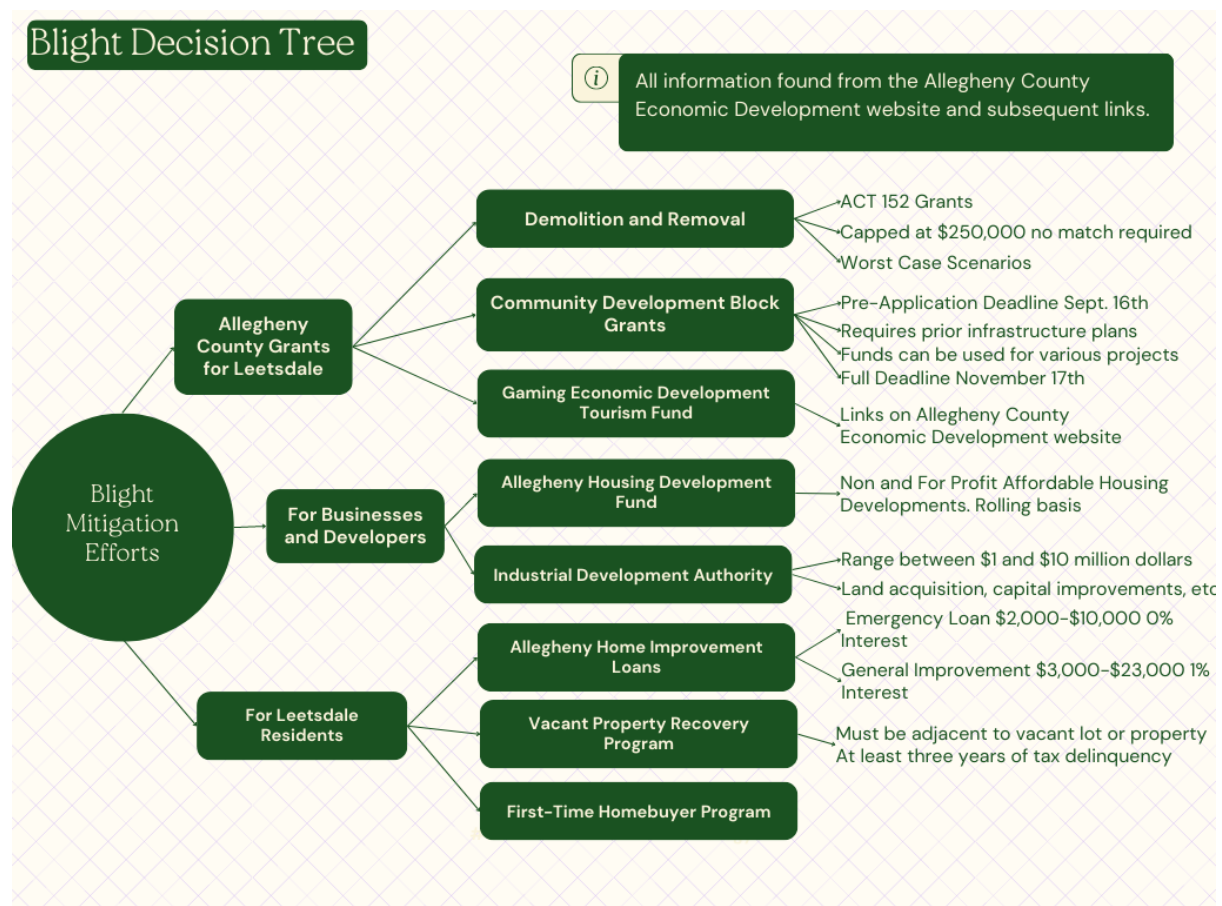 Blight Decision Tree
All information found from the Allegheny County
Economic Development website and subsequent links.
Blight
Mitigation
Efforts
Allegheny
County Grants
for Leetsdale
Demolition and Removal
ACT 152 Grants
Capped at $250,000 no match required
Worst Case Scenarios
Community Development Block
Grants
Pre-Application Deadline Sept. 16th
Requires prior infrastructure plans
Funds can be used for various projects
Full Deadline November 17th
Gaming Economic Development
Tourism Fund
Links on Allegheny County
Economic Development website
For Businesses
and Developers
Allegheny Housing Development
Fund
Non and For Profit Affordable Housing
Developments. Rolling basis
Industrial Development Authority
Range between $1 and $10 million dollars
Land acquisition, capital improvements, etc
For Leetsdale
Residents
Allegheny Home Improvement
Loans
Emergency Loan $2,000-$10,000 0%
Interest
General Improvement $3,000-$23,000 1%
Interest
Vacant Property Recovery
Program
Must be adjacent to vacant lot or property
At least three years of tax delinquency
First-Time Homebuyer Program